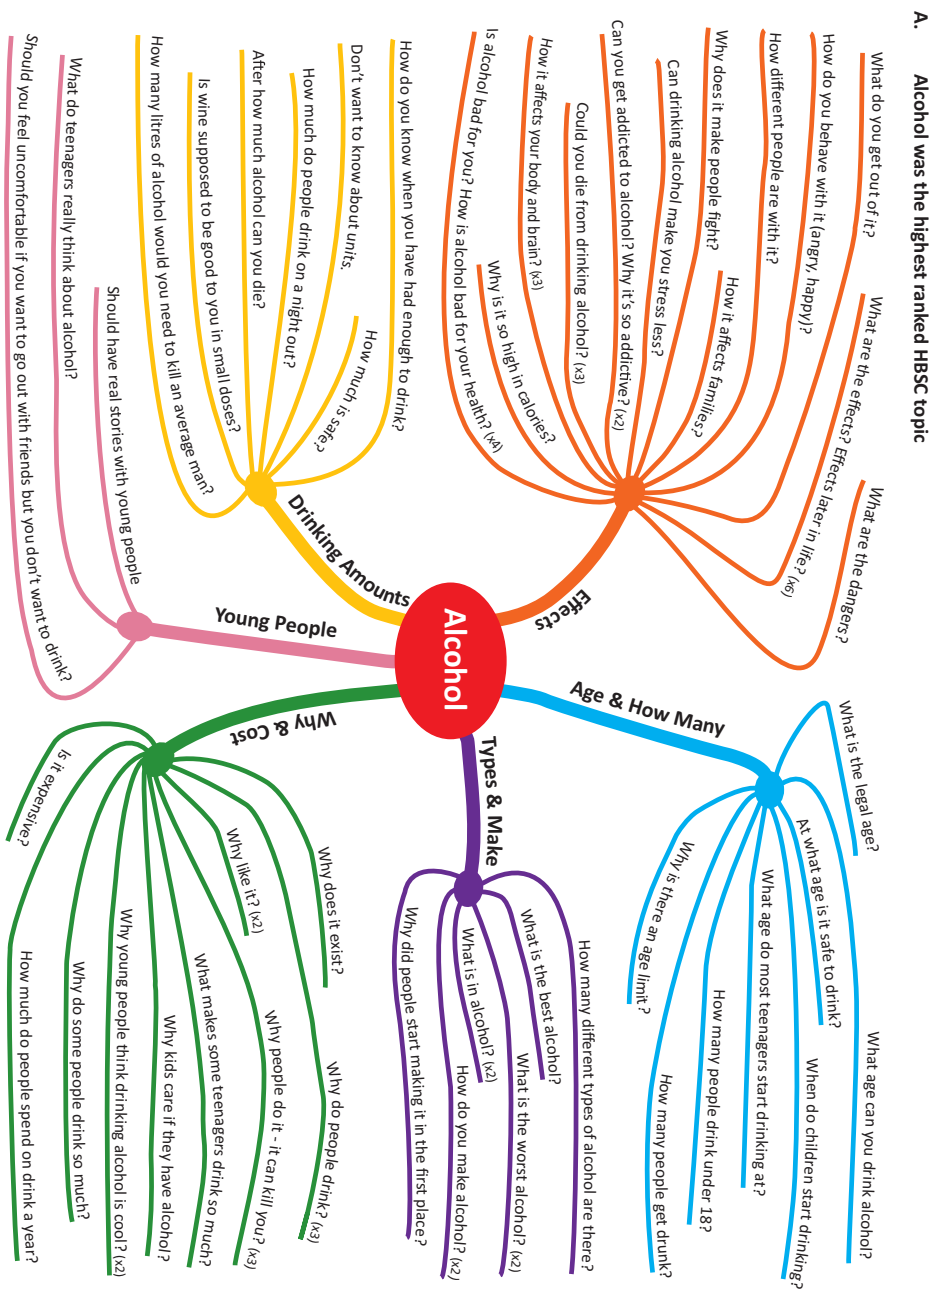 A. Alcohol was the highest ranked HBSC topic
Alcohol
Effects
What are the dangers?
What are the effects? Effects later in life? (x6)
What do you get out of it?
How do you behave with it (angry, happy)?
How different people are with it?
How it affects families?
Why does it make people fight?
Can drinking alcohol make you stress less?
Can you get addicted to alcohol? Why it's so addictive? (x2)
Could you die from drinking alcohol? (x3)
How it affects your body and brain? (x3)
Why is it so high in calories?
Is alcohol bad for you? How is alcohol bad for your health? (x4)
Drinking Amounts
How do you know when you have had enough to drink?
How much is safe?
Don't want to know about units.
How much do people drink on a night out?
After how much alcohol can you die?
Is wine supposed to be good to you in small doses?
How many litres of alcohol would you need to kill an average man?
Young People
Should have real stories with young people
What do teenagers really think about alcohol?
Should you feel uncomfortable if you want to go out with friends but you don't want to drink?
Age & How Many
What is the legal age?
What age can you drink alcohol?
At what age is it safe to drink?
When do children start drinking?
What age do most teenagers start drinking at?
How many people drink under 18?
How many people get drunk?
Why is there an age limit?
Types & Make
How many different types of alcohol are there?
What is the best alcohol?
What is the worst alcohol? (x2)
What is in alcohol? (x2)
How do you make alcohol? (x2)
Why did people start making it in the first place?
Why & Cost
Why does it exist?
Why do people drink? (x3)
Why like it? (x2)
Why people do it - it can kill you? (x3)
What makes some teenagers drink so much?
Why kids care if they have alcohol?
Why young people think drinking alcohol is cool? (x2)
Why do some people drink so much?
How much do people spend on drink a year?
Is it expensive?